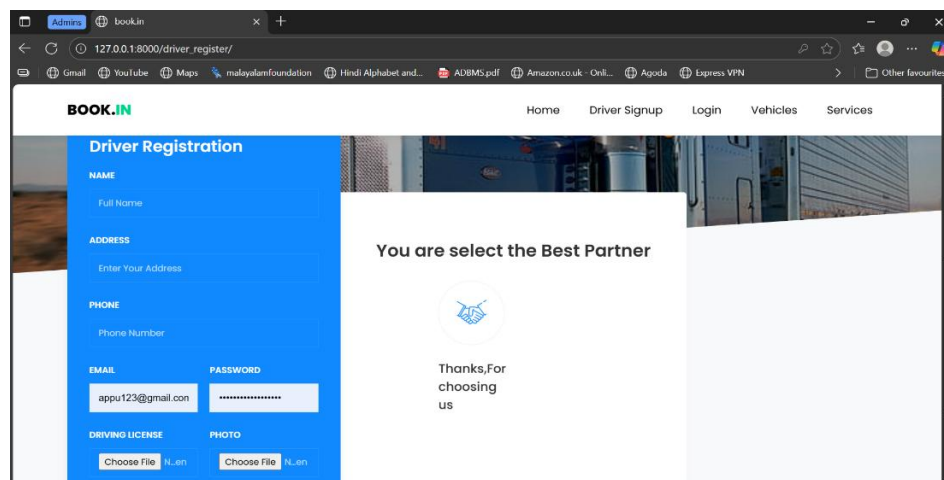 Admins book.in
127.0.0.1:8000/driver_register/
Gmail YouTube Maps malayalamfoundation Hindi Alphabet and... ADBMS.pdf Amazon.co.uk - Onli... Agoda Express VPN Other favourites
BOOK.IN Home Driver Signup Login Vehicles Services
Driver Registration
NAME
Full Name
ADDRESS
Enter Your Address
PHONE
Phone Number
EMAIL PASSWORD
appu123@gmail.con ••••••••••••••••••
DRIVING LICENSE PHOTO
Choose File N...en Choose File N...en
You are select the Best Partner
Thanks,For
choosing
us